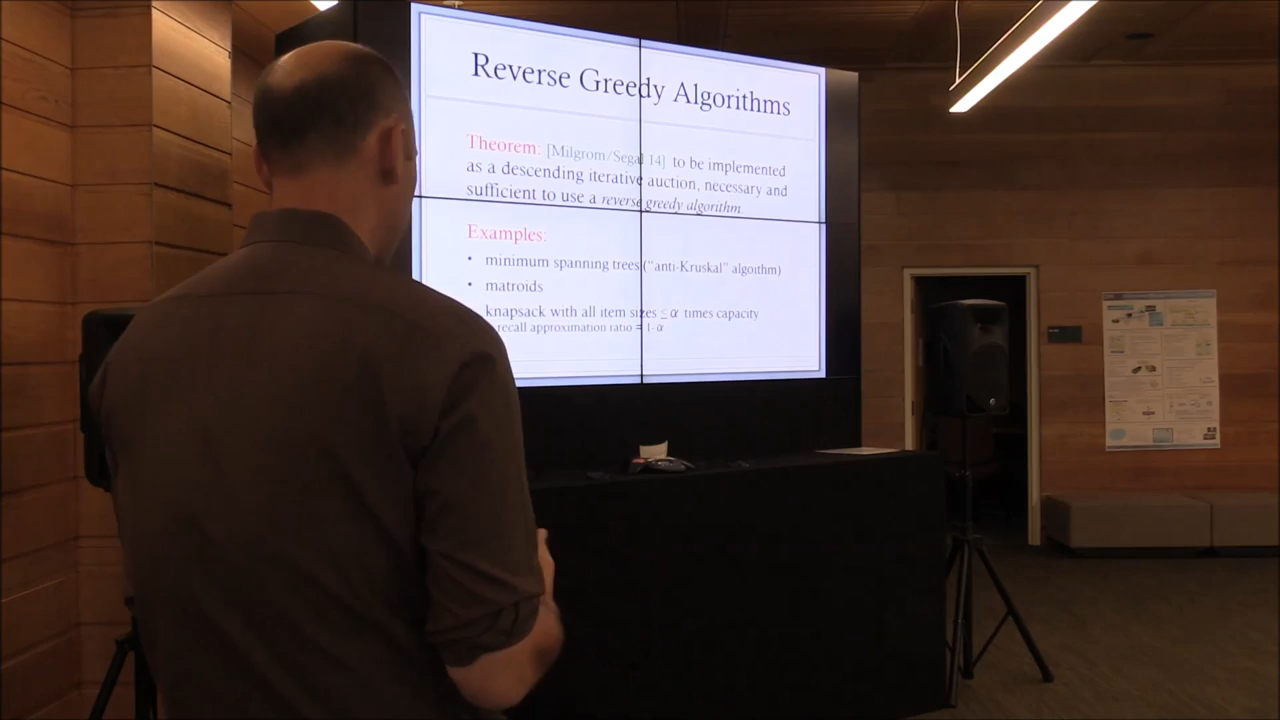 Reverse Greedy Algorithms
Theorem: [Milgrom/Segal 14] to be implemented
as a descending iterative auction, necessary and
sufficient to use a reverse greedy algorithm.
Examples:
• minimum spanning trees ("anti-Kruskal" algoithm)
• matroids
knapsack with all item sizes ≤ α times capacity
recall approximation ratio = 1-α